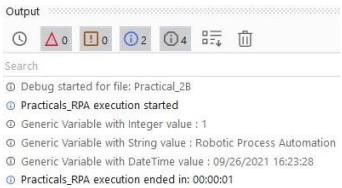 Output
0 0 2 4
Search
Debug started for file: Practical_2B
Practicals_RPA execution started
Generic Variable with Integer value : 1
Generic Variable with String value : Robotic Process Automation
Generic Variable with DateTime value : 09/26/2021 16:23:28
Practicals_RPA execution ended in: 00:00:01